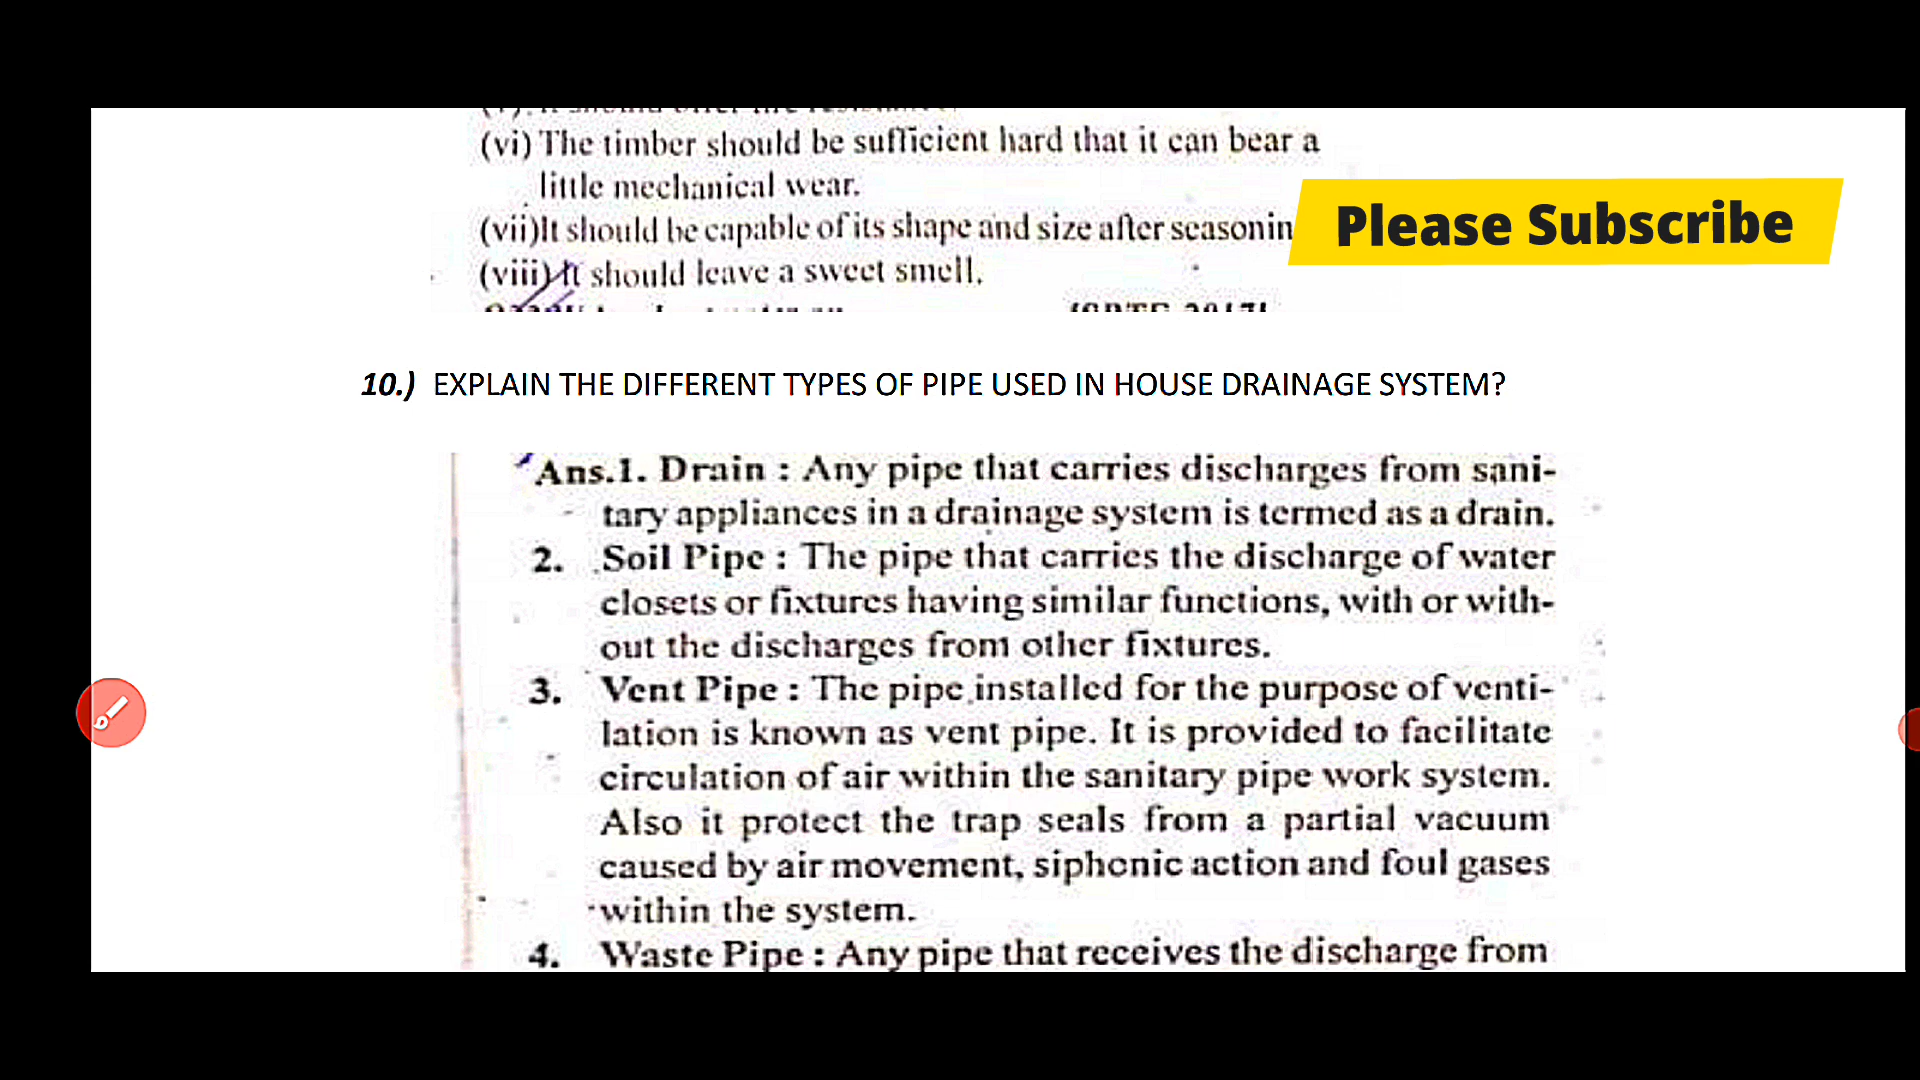 (vi) The timber should be sufficient hard that it can bear a
little mechanical wear.
(vii)It should be capable of its shape and size after seasonin
Please Subscribe
(viii) It should leave a sweet smell.
10.) EXPLAIN THE DIFFERENT TYPES OF PIPE USED IN HOUSE DRAINAGE SYSTEM?
Ans.1. Drain : Any pipe that carries discharges from sani-
tary appliances in a drainage system is termed as a drain.
2. Soil Pipe : The pipe that carries the discharge of water
closets or fixtures having similar functions, with or with-
out the discharges from other fixtures.
3. Vent Pipe : The pipe installed for the purpose of venti-
lation is known as vent pipe. It is provided to facilitate
circulation of air within the sanitary pipe work system.
Also it protect the trap seals from a partial vacuum
caused by air movement, siphonic action and foul gases
within the system.
4. Waste Pipe : Any pipe that receives the discharge from